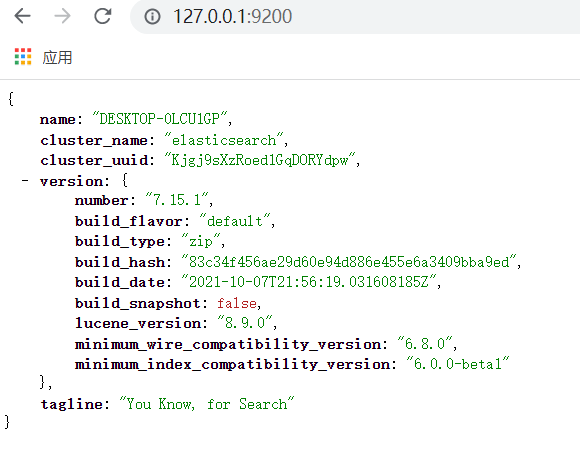 127.0.0.1:9200
应用
{
name: "DESKTOP-OLCU1GP",
cluster_name: "elasticsearch",
cluster_uuid: "Kjgj9sXzRoed1GqDORYdpw",
- version: {
number: "7.15.1",
build_flavor: "default",
build_type: "zip",
build_hash: "83c34f456ae29d60e94d886e455e6a3409bba9ed",
build_date: "2021-10-07T21:56:19.031608185Z",
build_snapshot: false,
lucene_version: "8.9.0",
minimum_wire_compatibility_version: "6.8.0",
minimum_index_compatibility_version: "6.0.0-beta1"
},
tagline: "You Know, for Search"
}